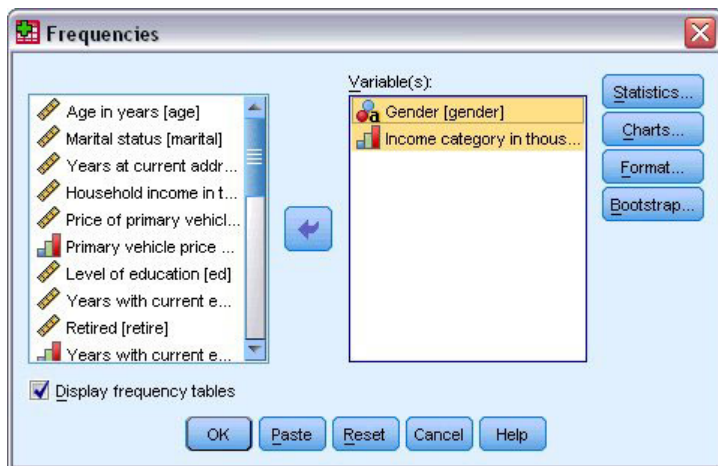 Frequencies
Age in years [age]
Marital status [marital]
Years at current addr...
Household income in t...
Price of primary vehicl...
Primary vehicle price ...
Level of education [ed]
Years with current e...
Retired [retire]
Years with current e...
Variable(s):
Gender [gender]
Income category in thous...
Statistics...
Charts...
Format...
Bootstrap...
Display frequency tables
OK
Paste
Reset
Cancel
Help